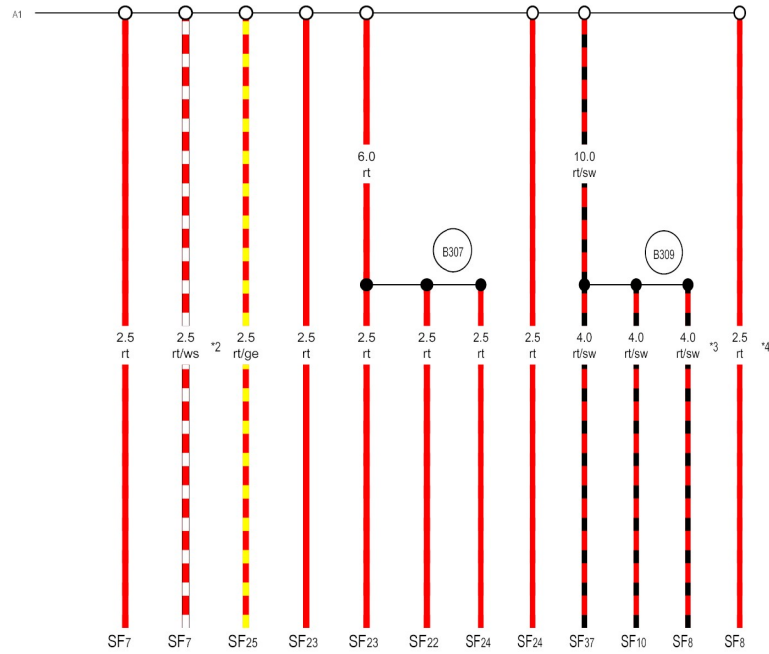 A1
6.0 10.0
rt rt/sw
B307 B309
2.5 2.5 *2 2.5 2.5 2.5 2.5 2.5 2.5 4.0 4.0 4.0 *3 2.5 *4
rt rt/ws rt/ge rt rt rt rt rt rt/sw rt/sw rt/sw rt
SF7 SF7 SF25 SF23 SF23 SF22 SF24 SF24 SF37 SF10 SF8 SF8